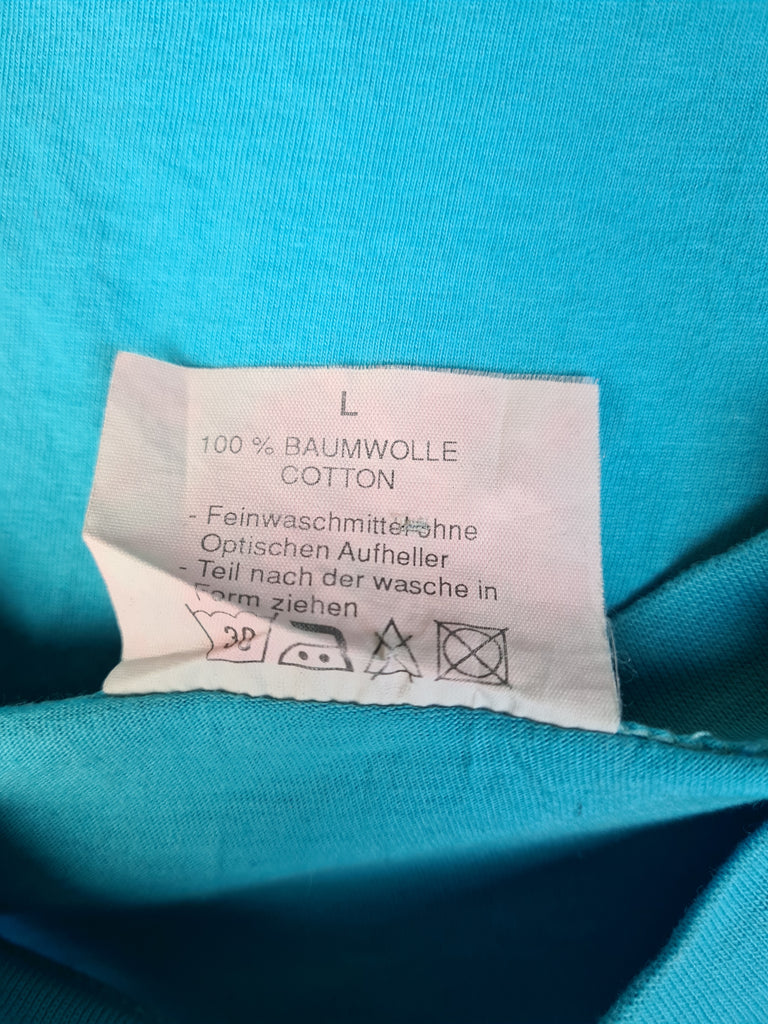 L
100 % BAUMWOLLE
COTTON
- Feinwaschmittel ohne
Optischen Aufheller
- Teil nach der wasche in
Form ziehen
30